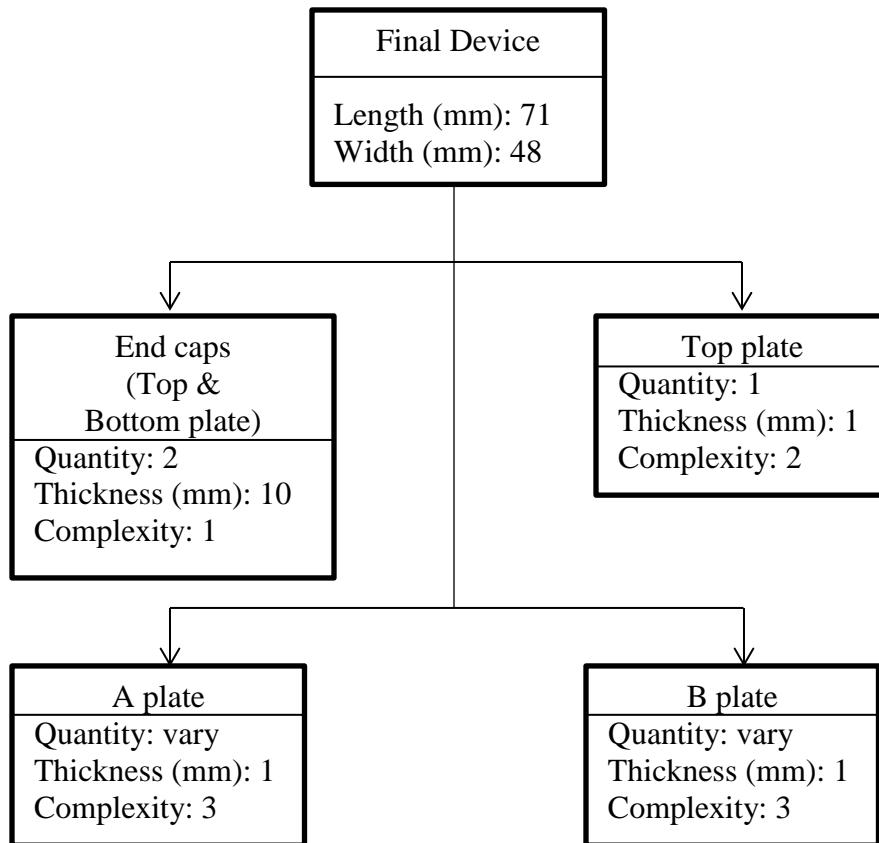 Final Device
Length (mm): 71
Width (mm): 48
End caps
(Top &
Bottom plate)
Quantity: 2
Thickness (mm): 10
Complexity: 1
Top plate
Quantity: 1
Thickness (mm): 1
Complexity: 2
A plate
Quantity: vary
Thickness (mm): 1
Complexity: 3
B plate
Quantity: vary
Thickness (mm): 1
Complexity: 3